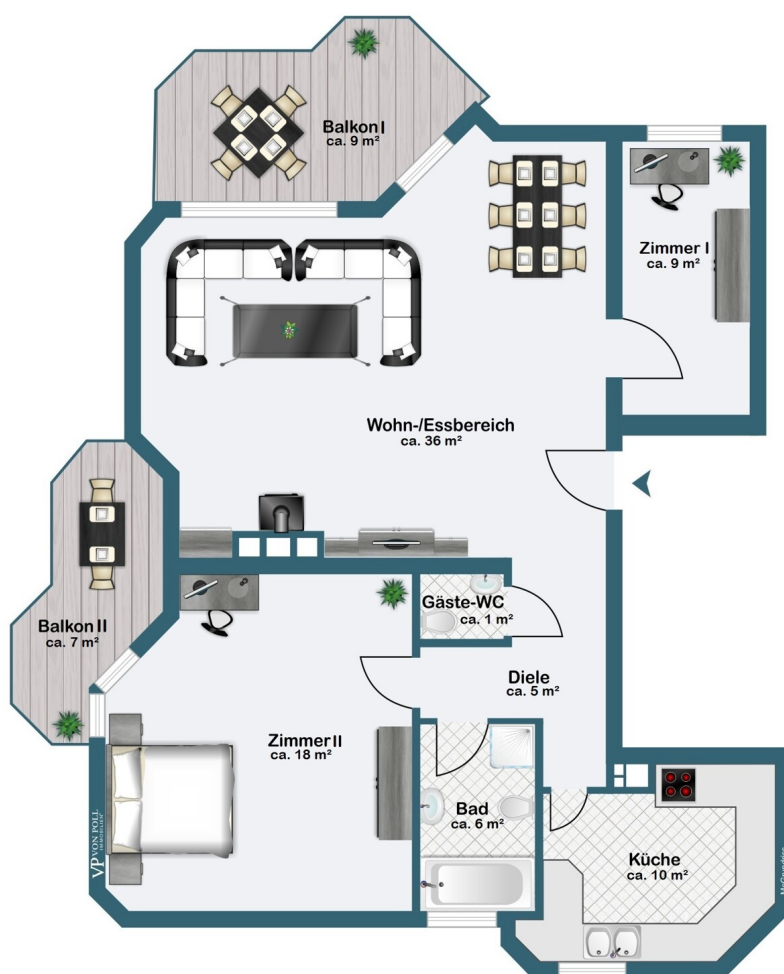 Balkon I
ca. 9 m²
Zimmer I
ca. 9 m²
Wohn-/Essbereich
ca. 36 m²
Balkon II
ca. 7 m²
Gäste-WC
ca. 1 m²
Diele
ca. 5 m²
Zimmer II
ca. 18 m²
Bad
ca. 6 m²
Küche
ca. 10 m²
VP VON POLL
IMMOBILIEN®